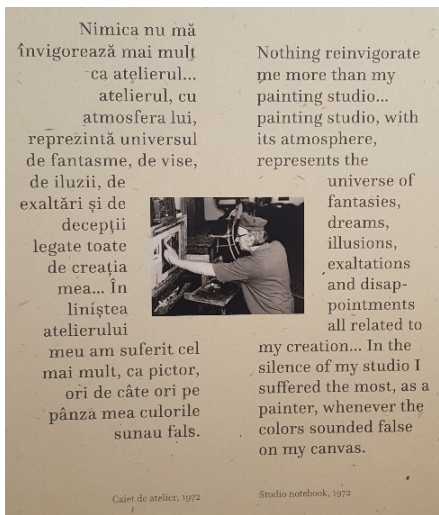 Nimica nu mă
învigorează mai mult
ca atelierul...
atelierul, cu
atmosfera lui,
reprezintă universul
de fantasme, de vise,
de iluzii, de
exaltări și de
decepții
legate toate
de creația
mea... În
liniștea
atelierului
meu am suferit cel
mai mult, ca pictor,
ori de câte ori pe
pânza mea culorile
sunau fals.
Caiet de atelier, 1972
Nothing reinvigorate
me more than my
painting studio...
painting studio, with
its atmosphere,
represents the
universe of
fantasies,
dreams,
illusions,
exaltations
and disap-
pointments
all related to
my creation... In the
silence of my studio I
suffered the most, as a
painter, whenever the
colors sounded false
on my canvas.
Studio notebook, 1972